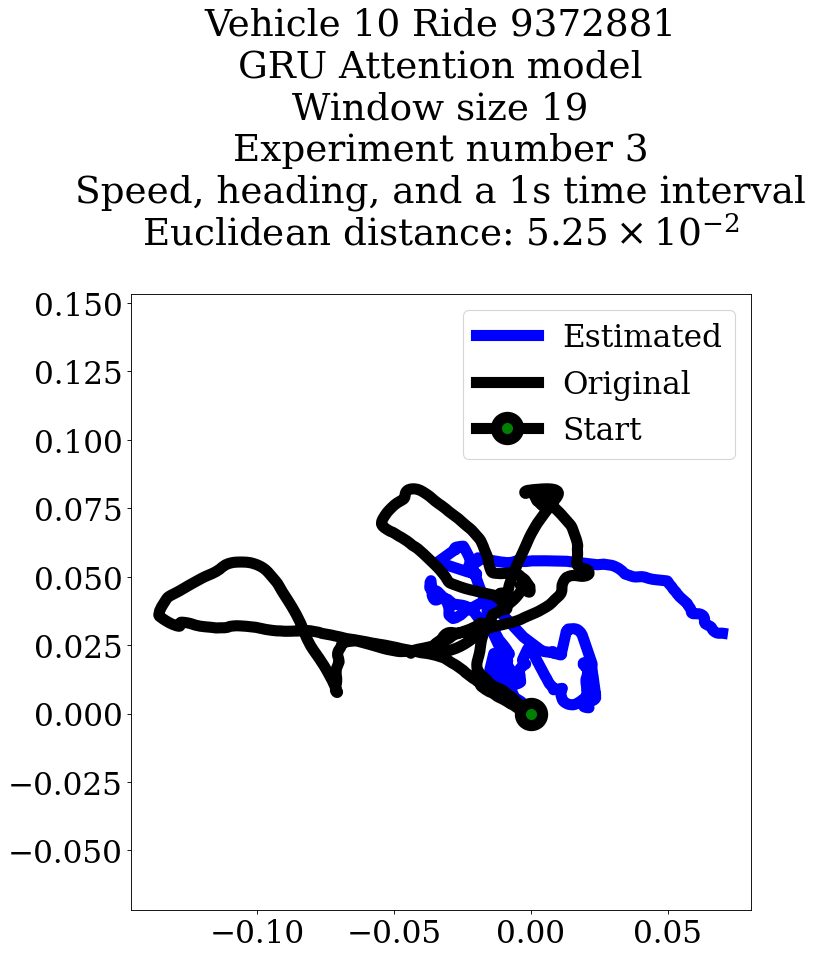 Vehicle 10 Ride 9372881
GRU Attention model
Window size 19
Experiment number 3
Speed, heading, and a 1s time interval
Euclidean distance: 5.25 × 10⁻²
0.150
0.125
0.100
0.075
0.050
0.025
0.000
−0.025
−0.050
Estimated
Original
Start
−0.10
−0.05
0.00
0.05